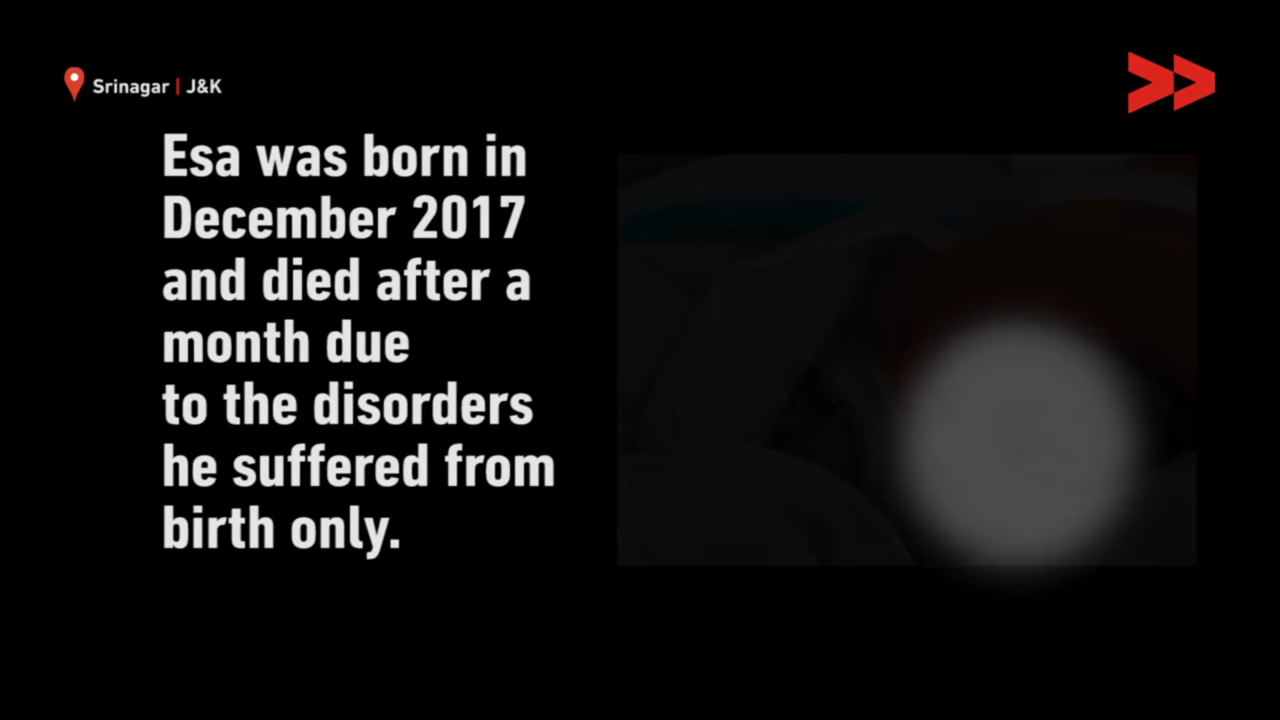 Srinagar | J&K
Esa was born in
December 2017
and died after a
month due
to the disorders
he suffered from
birth only.